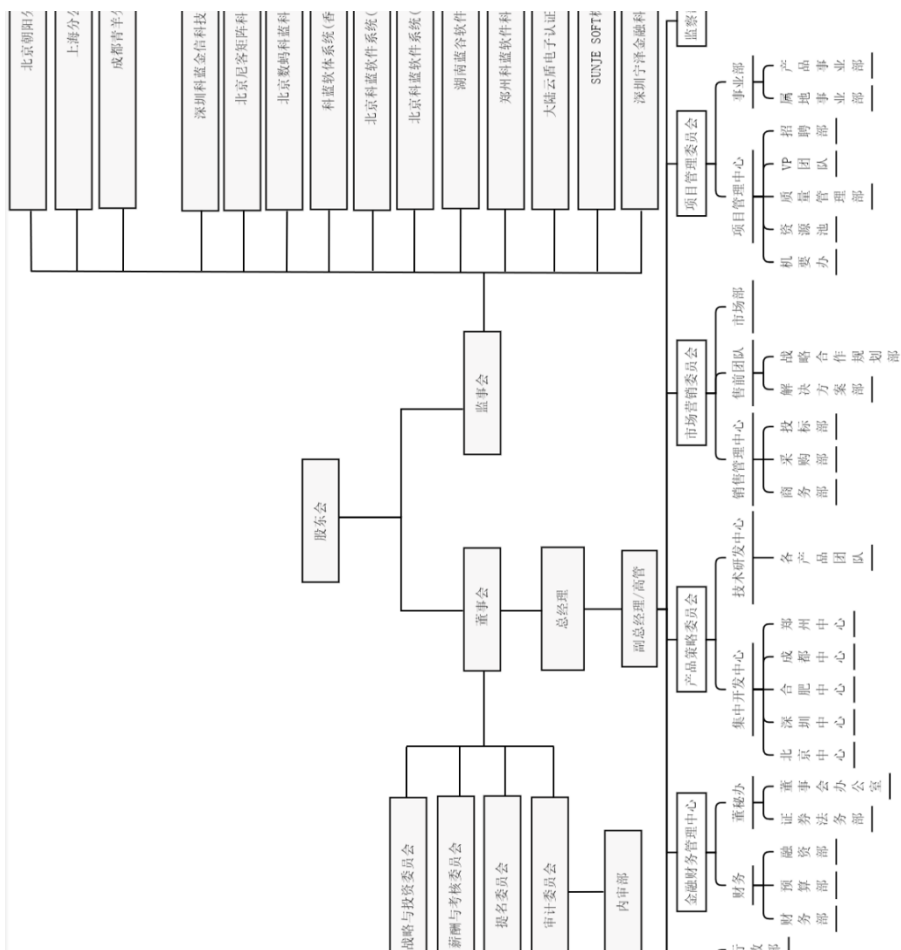 股东会
监事会
董事会
总经理
副总经理/高管
战略与投资委员会
薪酬与考核委员会
提名委员会
审计委员会
内审部
北京朝阳分
上海分公
成都青羊分
深圳科蓝金信科技
北京尼客矩阵科
北京数蚂科蓝科
科蓝软体系统(香
北京科蓝软件系统(
北京科蓝软件系统(
湖南蓝谷软件
郑州科蓝软件科
大陆云盾电子认证
SUNJE SOFT株
深圳宁泽金融科
金融财务管理中心
财务
财务部
预算部
融资部
董秘办
证券法务部
董事会办公室
产品策略委员会
集中开发中心
北京中心
深圳中心
合肥中心
成都中心
郑州中心
技术研发中心
各产品团队
市场营销委员会
销售管理中心
商务部
采购部
投标部
售前团队
解决方案部
战略合作规划部
市场部
项目管理委员会
项目管理中心
机要办
资源池
质量管理部
VP团队
招聘部
事业部
属地事业部
产品事业部
监察